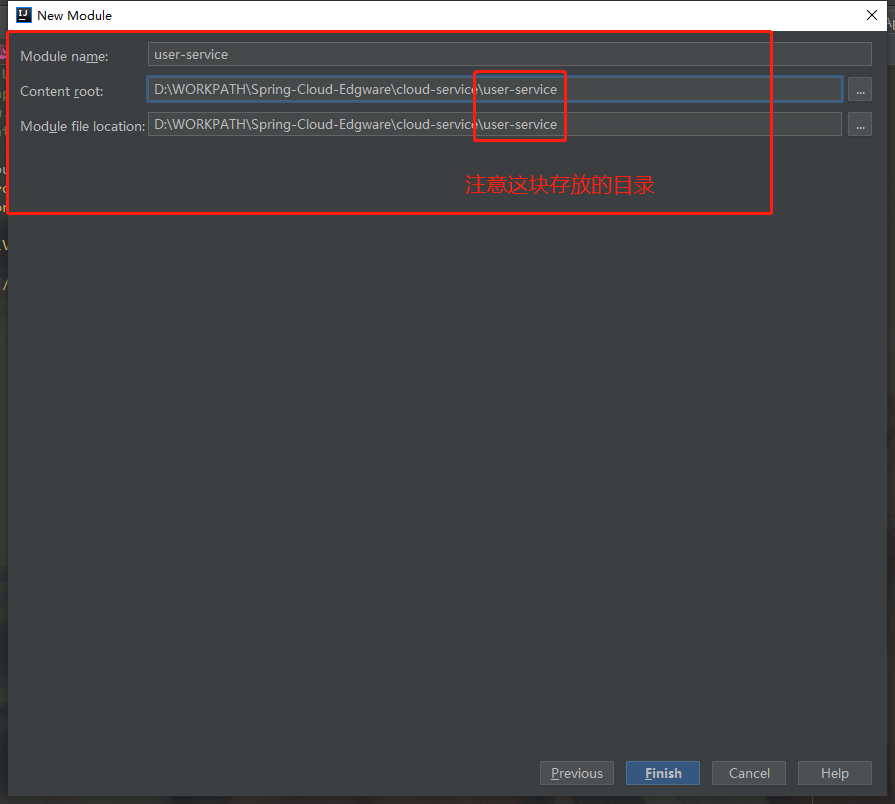 New Module
Module name: user-service
Content root: D:\WORKPATH\Spring-Cloud-Edgware\cloud-service\user-service ...
Module file location: D:\WORKPATH\Spring-Cloud-Edgware\cloud-service\user-service ...
注意这块存放的目录
Previous Finish Cancel Help